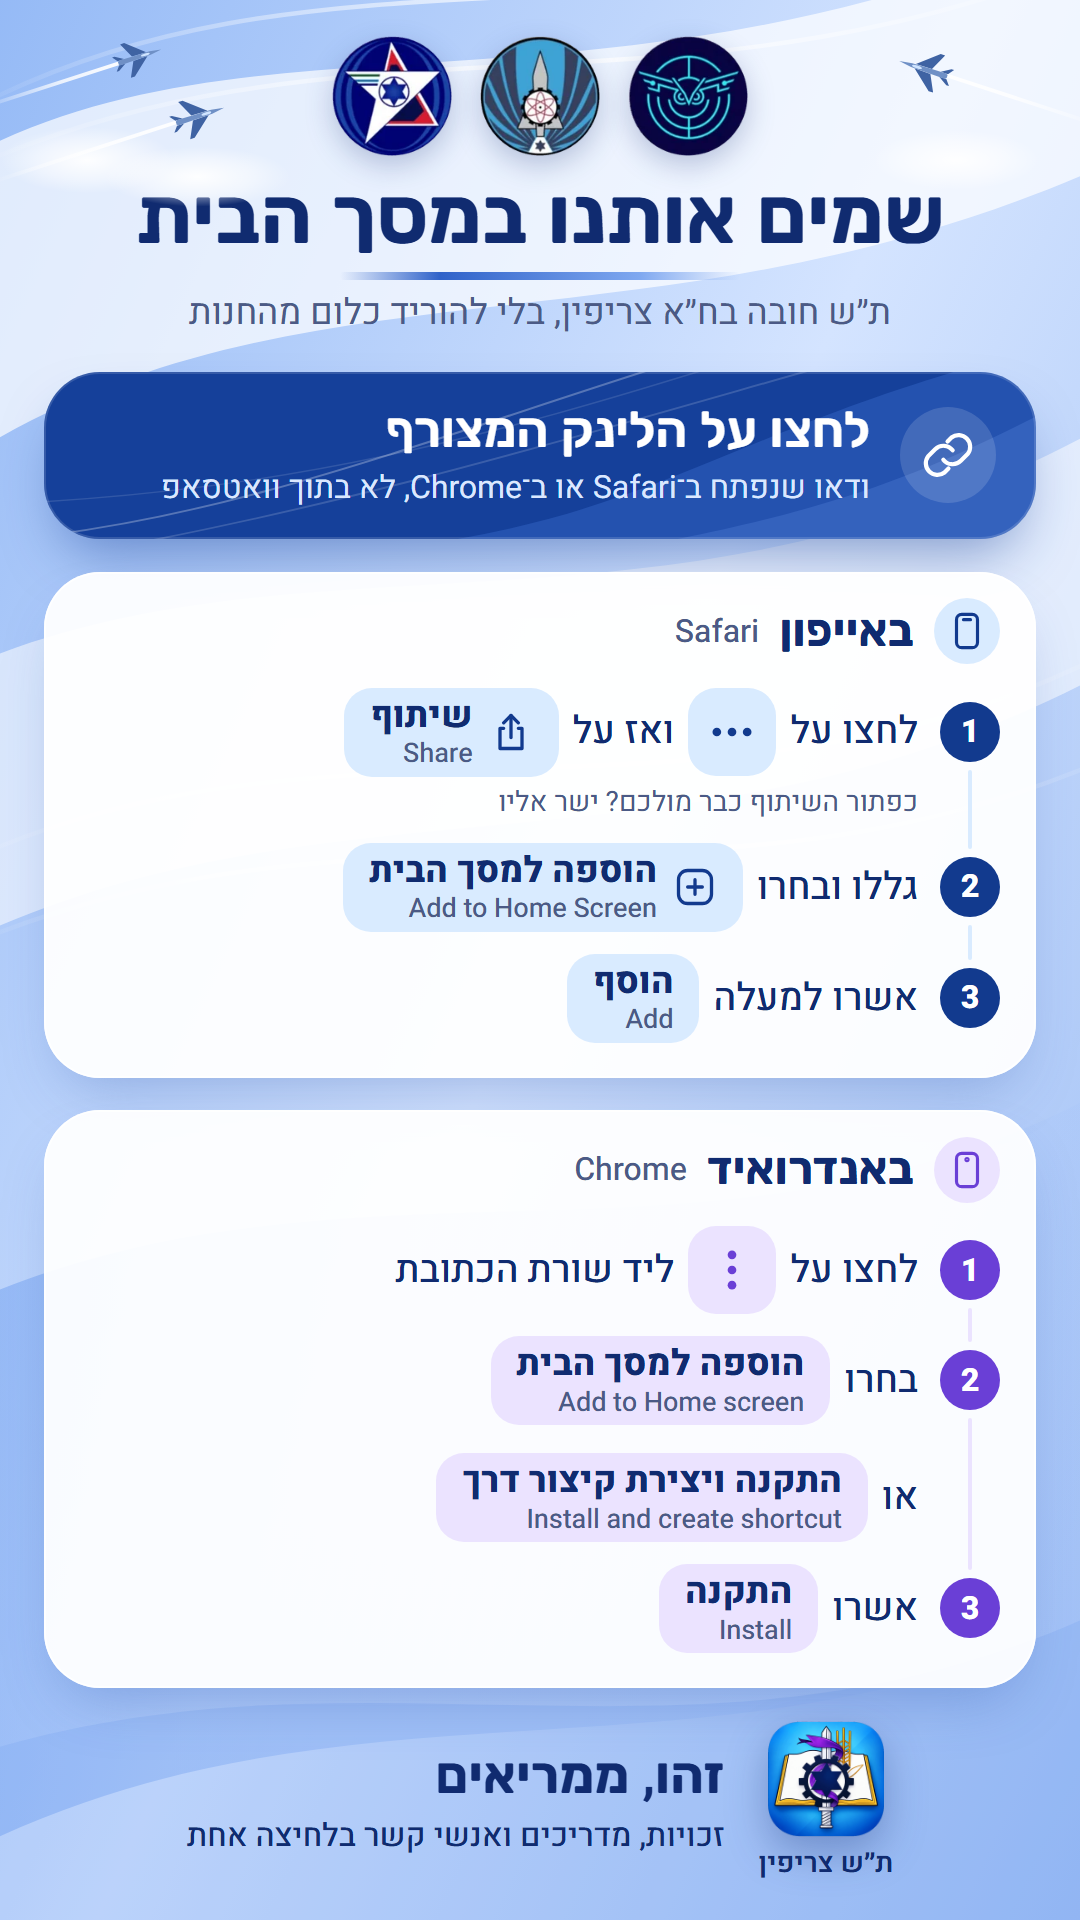 שמים אותנו במסך הבית
ת״ש חובה בח״א צריפין, בלי להוריד כלום מהחנות
לחצו על הלינק המצורף
ודאו שנפתח ב־Safari או ב־Chrome, לא בתוך וואטסאפ
באייפון Safari
1 לחצו על ••• ואז על שיתוף
Share
כפתור השיתוף כבר מולכם? ישר אליו
2 גללו ובחרו הוספה למסך הבית
Add to Home Screen
3 אשרו למעלה הוסף
Add
באנדרואיד Chrome
1 לחצו על ⋮ ליד שורת הכתובת
2 בחרו הוספה למסך הבית
Add to Home screen
או התקנה ויצירת קיצור דרך
Install and create shortcut
3 אשרו התקנה
Install
זהו, ממריאים
זכויות, מדריכים ואנשי קשר בלחיצה אחת
ת״ש צריפין